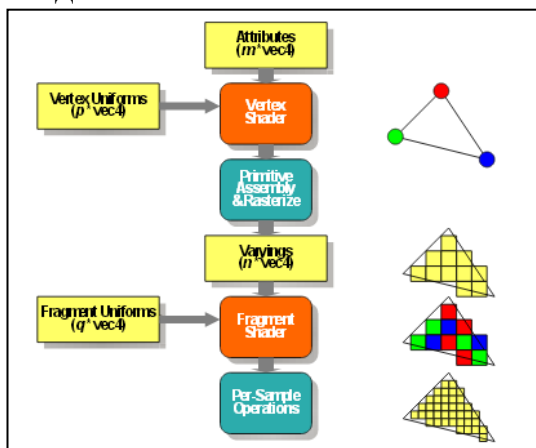 Attributes
(m*vec4)
Vertex Uniforms
(p*vec4)
Vertex
Shader
Primitive
Assembly
&Rasterize
Varyings
(n*vec4)
Fragment Uniforms
(q*vec4)
Fragment
Shader
Per-Sample
Operations